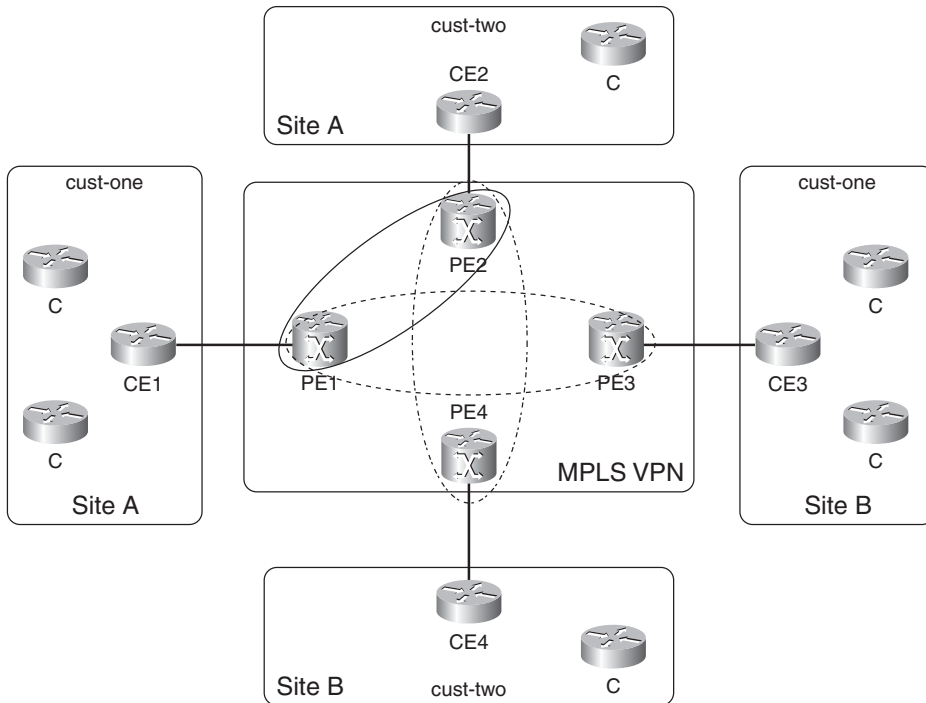 cust-two
C
CE2
Site A
cust-one
C
CE1
C
Site A
PE2
PE1
PE3
PE4
MPLS VPN
cust-one
C
CE3
C
Site B
CE4
C
Site B
cust-two